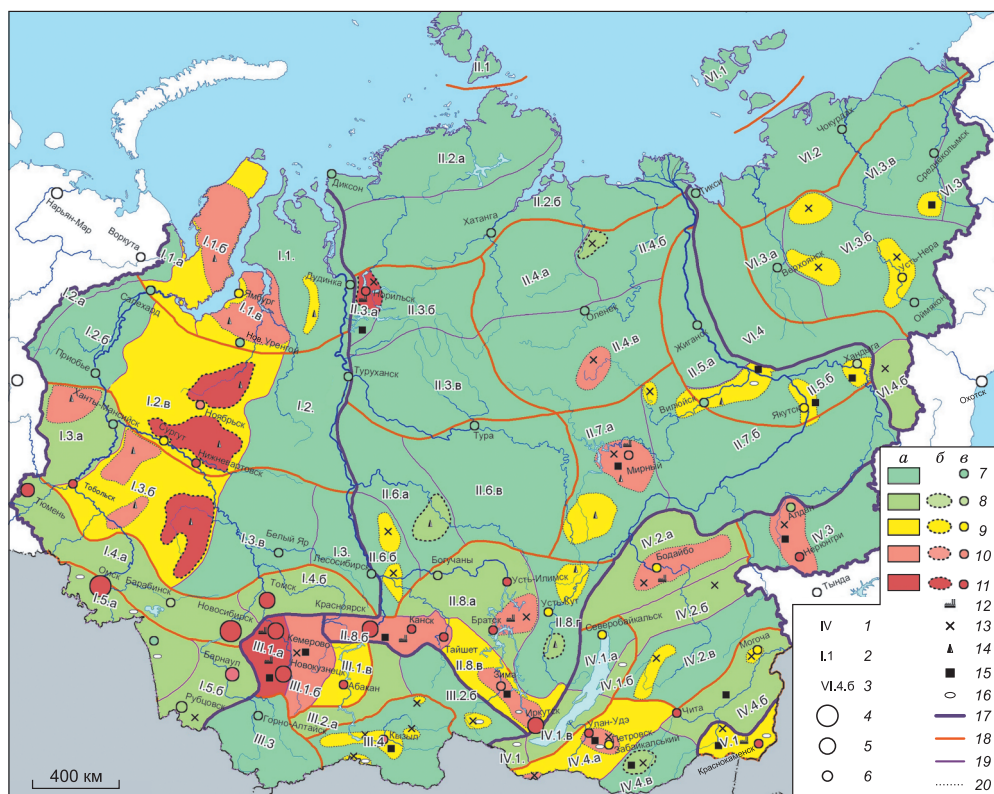 II.1
VI.1
Чокурдах
VI.2
VI.3.в
Среднеколымск
II.2.а
Диксон
Тикси
Нарьян-Мар
Воркута
I.1.б
Хатанга
II.2.б
VI.3
I.1.а
I.1.
II.4.б
II.4.б
VI.3.б
VI.3.а
Верхоянск
Усть-Нера
II.4.а
Дудинка
Норильск
Оймякон
I.2.а
Салехард
Ямбург
I.1.в
II.3.а
II.3.б
Оленек
I.2.б
Нов. Уренгой
Жиганск
VI.4
Приобье
II.4.в
Хандыга
Туруханск
II.3.в
II.5.а
II.5.б
VI.4.б
Охотск
I.2.в
I.2.
Вилюйск
Якутск
Ханты-Мансийск
Ноябрьск
Сургут
Тура
I.3.а
II.7.а
II.7.б
Нижневартовск
Мирный
Тобольск
I.3.б
II.6.а
II.6.в
Тюмень
Алдан
IV.3
Нерюнгри
I.4.а
I.3.в
Белый Яр
I.3.
II.6.б
IV.2.а
Лесосибирск
Богучаны
Бодайбо
Омск
Барабинск
Томск
I.4.б
Усть-Илимск
Тында
I.5.а
Новосибирск
Красноярск
II.8.а
Усть-Кут
IV.2.б
Канск
Братск
II.8.г
Северобайкальск
Кемерово
II.8.б
Тайшет
Могоча
III.1.а
Барнаул
Новокузнецк
III.1.в
II.8.в
IV.1.а
IV.2.в
III.1.б
Абакан
Зима
IV.1.б
I.5.б
III.2.б
Рубцовск
III.2.а
Иркутск
Чита
IV.4.б
Горно-Алтайск
IV.1.в
Улан-Удэ
Петровск
Забайкальский
III.3
III.4
Кызыл
IV.1.
IV.4.а
V.1
Краснокаменск
IV.4.в
400 км
а б в
7
8
9
10
11
12
IV 1 13
I.1 2 14
VI.4.б 3 15
16
4 17
5 18
19
6 20